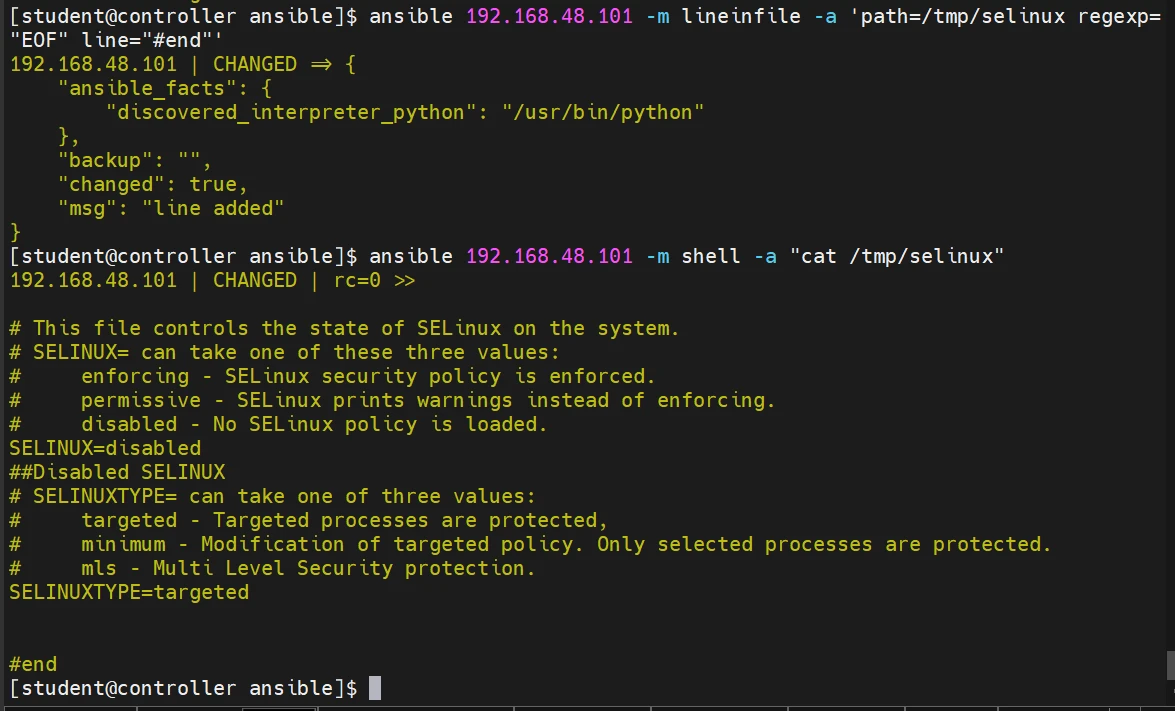 [student@controller ansible]$ ansible 192.168.48.101 -m lineinfile -a 'path=/tmp/selinux regexp=
"EOF" line="#end"'
192.168.48.101 | CHANGED => {
    "ansible_facts": {
        "discovered_interpreter_python": "/usr/bin/python"
    },
    "backup": "",
    "changed": true,
    "msg": "line added"
}
[student@controller ansible]$ ansible 192.168.48.101 -m shell -a "cat /tmp/selinux"
192.168.48.101 | CHANGED | rc=0 >>

# This file controls the state of SELinux on the system.
# SELINUX= can take one of these three values:
#     enforcing - SELinux security policy is enforced.
#     permissive - SELinux prints warnings instead of enforcing.
#     disabled - No SELinux policy is loaded.
SELINUX=disabled
##Disabled SELINUX
# SELINUXTYPE= can take one of three values:
#     targeted - Targeted processes are protected,
#     minimum - Modification of targeted policy. Only selected processes are protected.
#     mls - Multi Level Security protection.
SELINUXTYPE=targeted


#end
[student@controller ansible]$